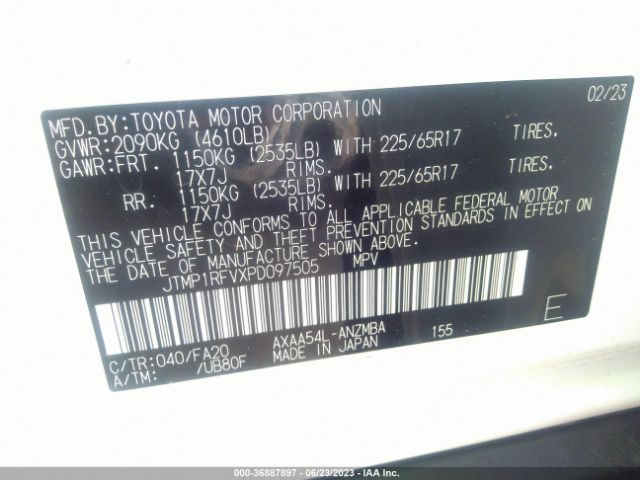 MFD.BY:TOYOTA MOTOR CORPORATION 02/23
GVWR:2090KG (4610LB)
GAWR:FRT. 1150KG (2535LB) WITH 225/65R17 TIRES.
17X7J RIMS.
RR. 1150KG (2535LB) WITH 225/65R17 TIRES.
17X7J RIMS.
THIS VEHICLE CONFORMS TO ALL APPLICABLE FEDERAL MOTOR
VEHICLE SAFETY AND THEFT PREVENTION STANDARDS IN EFFECT ON
THE DATE OF MANUFACTURE SHOWN ABOVE.
JTMP1RFVXPD097505 MPV
E
C/TR:040/FA20 AXAA54L-ANZMBA 155
A/TM: /UB80F MADE IN JAPAN
000-36887897 - 06/23/2023 - IAA Inc.